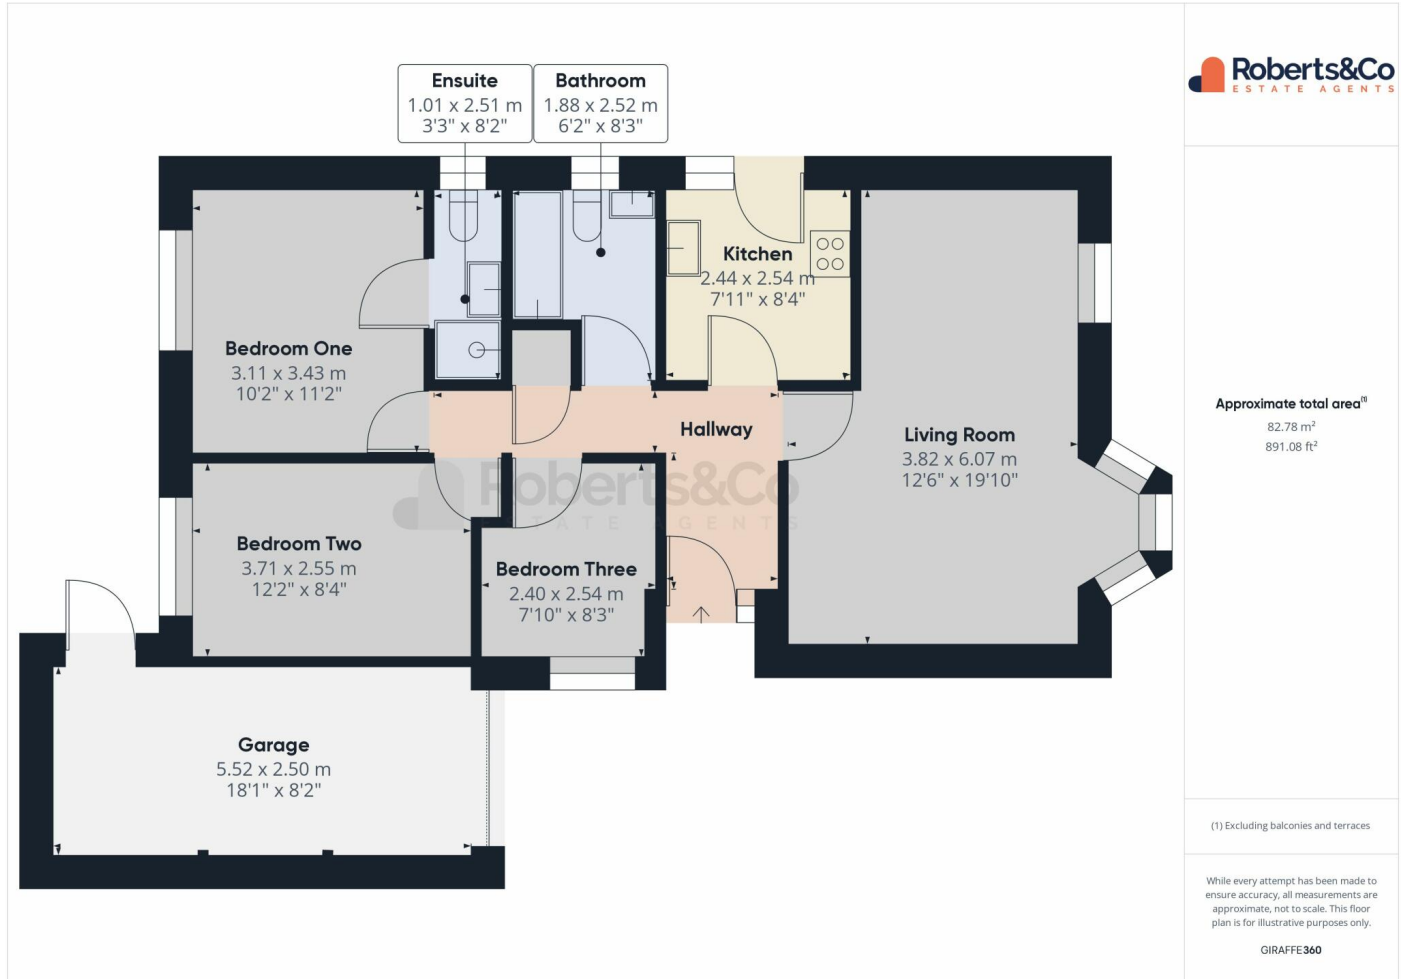 Ensuite
1.01 x 2.51 m
3'3" x 8'2"
Bathroom
1.88 x 2.52 m
6'2" x 8'3"
Kitchen
2.44 x 2.54 m
7'11" x 8'4"
Bedroom One
3.11 x 3.43 m
10'2" x 11'2"
Hallway
Living Room
3.82 x 6.07 m
12'6" x 19'10"
Roberts&Co
ESTATE AGENTS
Bedroom Two
3.71 x 2.55 m
12'2" x 8'4"
Bedroom Three
2.40 x 2.54 m
7'10" x 8'3"
Garage
5.52 x 2.50 m
18'1" x 8'2"
Roberts&Co
ESTATE AGENTS
Approximate total area(1)
82.78 m²
891.08 ft²
(1) Excluding balconies and terraces
While every attempt has been made to
ensure accuracy, all measurements are
approximate, not to scale. This floor
plan is for illustrative purposes only.
GIRAFFE360